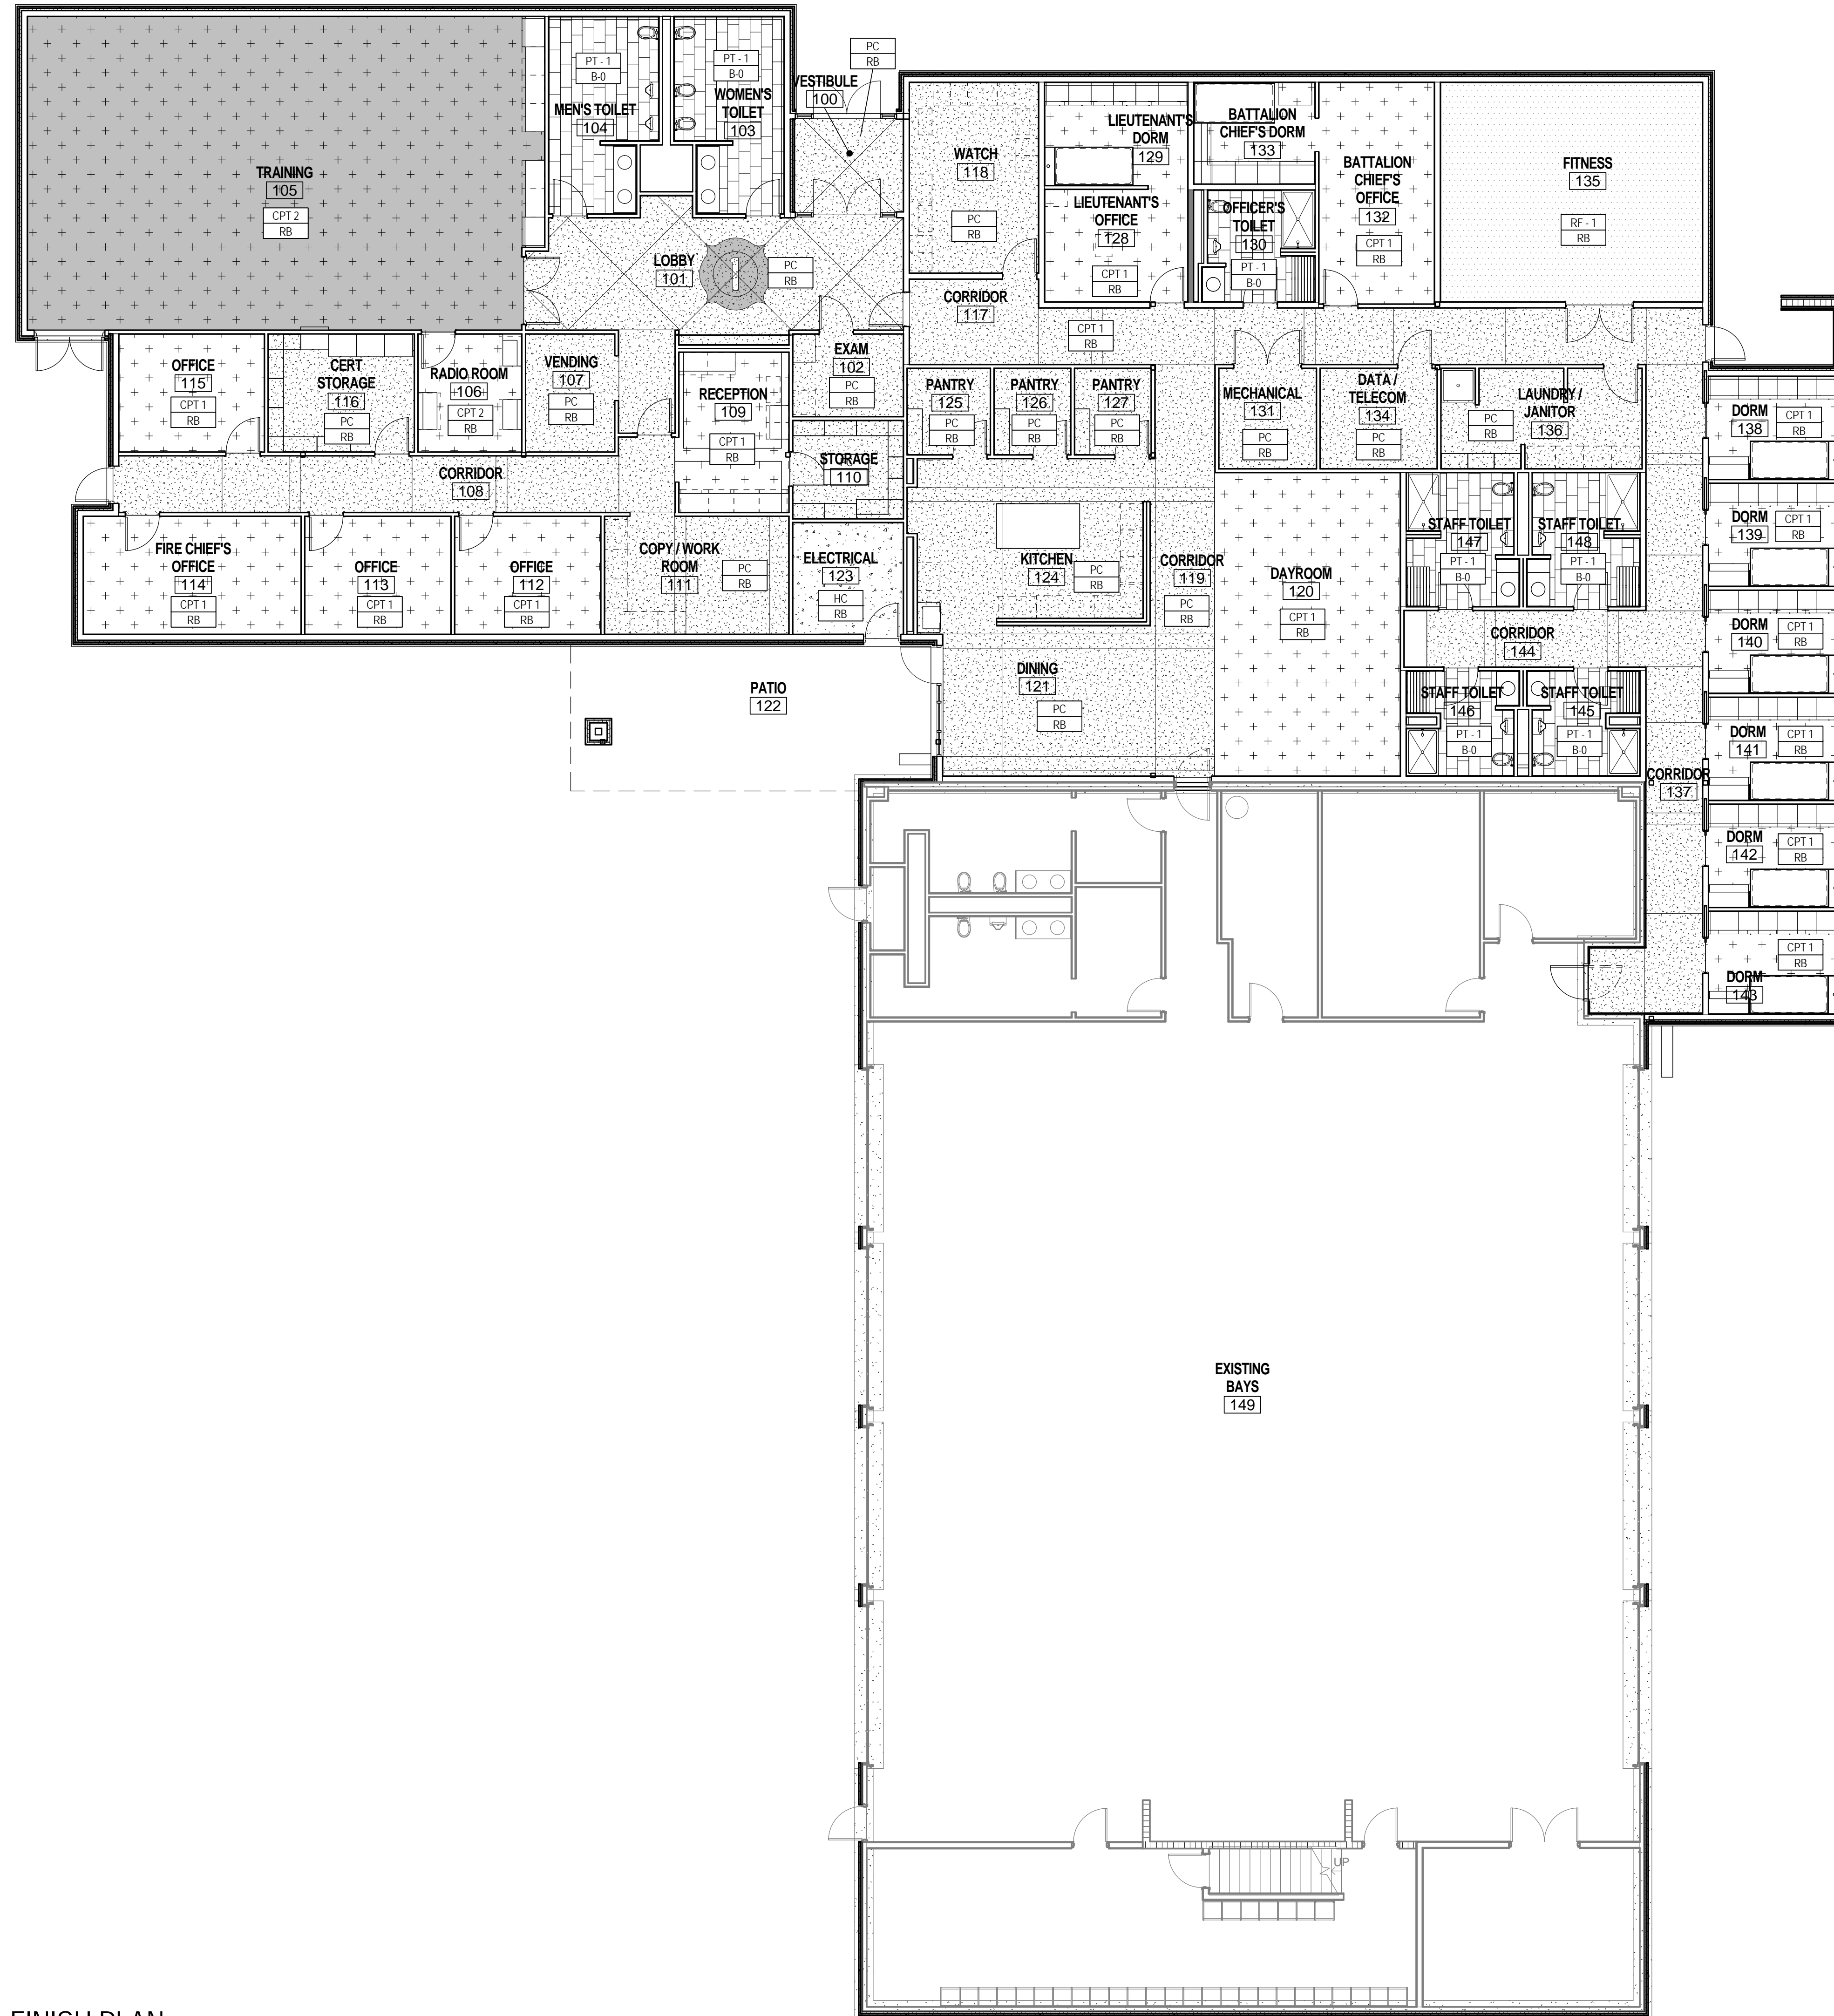 TRAINING
105
CPT 2
RB
PT - 1
B-0
MEN'S TOILET
104
PT - 1
B-0
WOMEN'S
TOILET
103
PC
RB
VESTIBULE
100
LOBBY
101
PC
RB
WATCH
118
PC
RB
LIEUTENANT'S
DORM
129
LIEUTENANT'S
OFFICE
128
CPT 1
RB
BATTALION
CHIEF'S DORM
133
OFFICER'S
TOILET
130
PT - 1
B-0
BATTALION
CHIEF'S
OFFICE
132
CPT 1
RB
FITNESS
135
RF - 1
RB
CORRIDOR
117
CPT 1
RB
OFFICE
115
CPT 1
RB
CERT
STORAGE
116
PC
RB
RADIO ROOM
106
CPT 2
RB
VENDING
107
PC
RB
RECEPTION
109
CPT 1
RB
EXAM
102
PC
RB
STORAGE
110
PANTRY
125
PC
RB
PANTRY
126
PC
RB
PANTRY
127
PC
RB
MECHANICAL
131
PC
RB
DATA /
TELECOM
134
PC
RB
LAUNDRY /
JANITOR
136
PC
RB
DORM
138
CPT 1
RB
CORRIDOR
108
FIRE CHIEF'S
OFFICE
114
CPT 1
RB
OFFICE
113
CPT 1
RB
OFFICE
112
CPT 1
RB
COPY / WORK
ROOM
111
PC
RB
ELECTRICAL
123
HC
RB
KITCHEN
124
PC
RB
CORRIDOR
119
PC
RB
DAYROOM
120
CPT 1
RB
STAFF TOILET
147
PT - 1
B-0
STAFF TOILET
148
PT - 1
B-0
DORM
139
CPT 1
RB
CORRIDOR
144
DORM
140
CPT 1
RB
PATIO
122
DINING
121
PC
RB
STAFF TOILET
146
PT - 1
B-0
STAFF TOILET
145
PT - 1
B-0
DORM
141
CPT 1
RB
CORRIDOR
137
DORM
142
CPT 1
RB
CPT 1
RB
DORM
143
EXISTING
BAYS
149
UP
FINISH PLAN